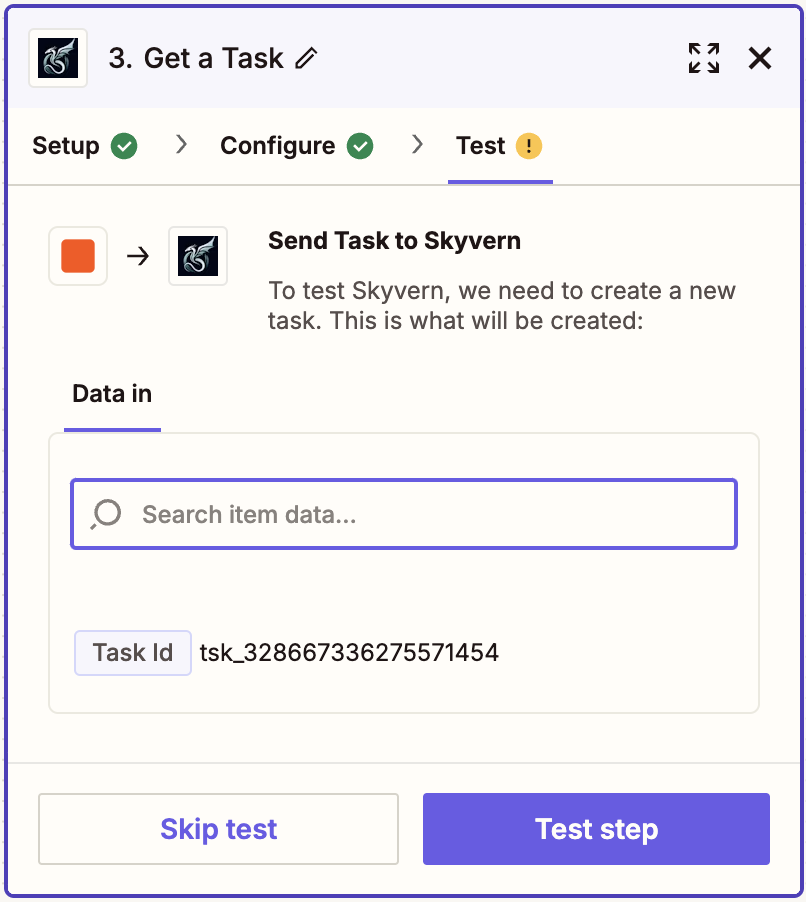 3. Get a Task
Setup
Configure
Test
!
Send Task to Skyvern
To test Skyvern, we need to create a new
task. This is what will be created:
Data in
Search item data...
Task Id tsk_328667336275571454
Skip test
Test step